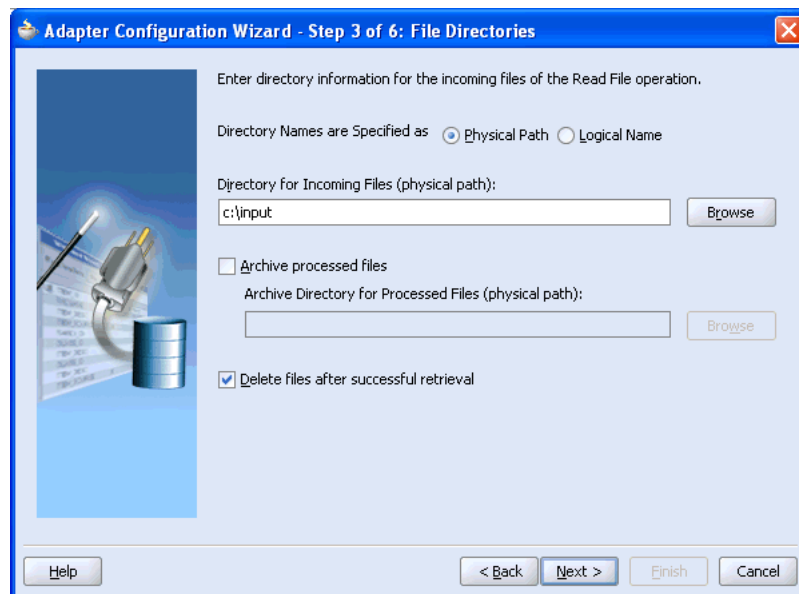 Adapter Configuration Wizard - Step 3 of 6: File Directories
Enter directory information for the incoming files of the Read File operation.
Directory Names are Specified as Physical Path Logical Name
Directory for Incoming Files (physical path):
c:\input Browse
Archive processed files
Archive Directory for Processed Files (physical path):
Browse
Delete files after successful retrieval
Help < Back Next > Finish Cancel